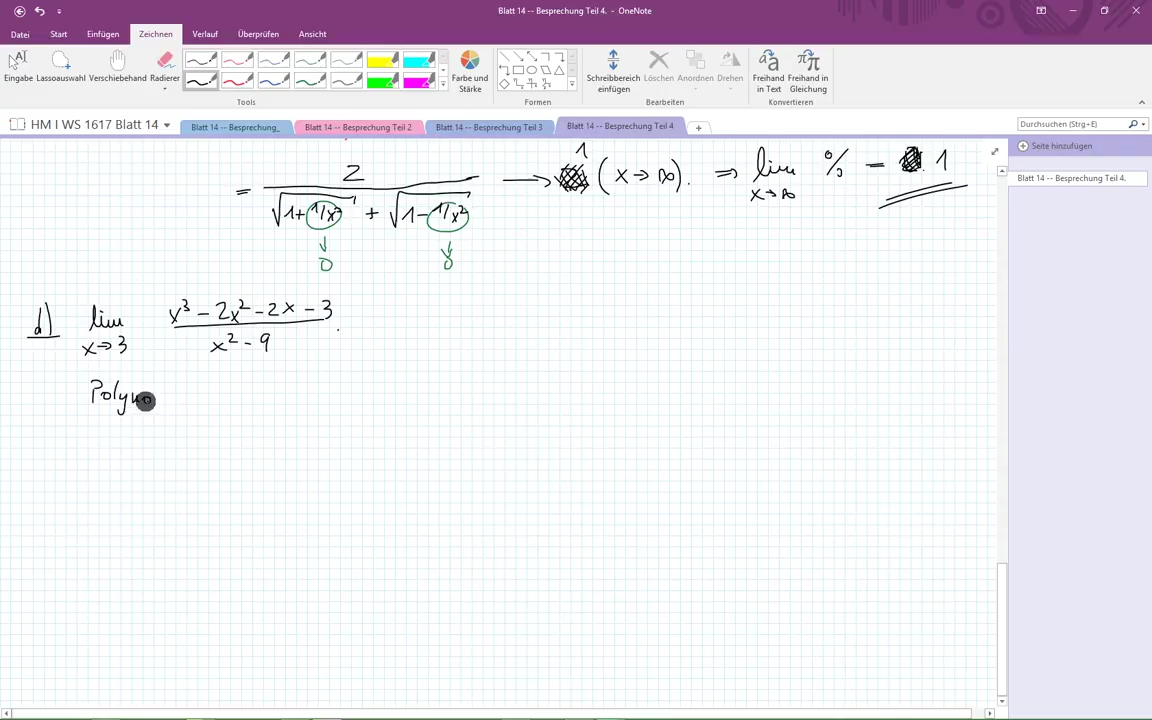 Blatt 14 -- Besprechung Teil 4. - OneNote
Datei Start Einfügen Zeichnen Verlauf Überprüfen Ansicht
Eingabe Lassoauswahl Verschiebehand Radierer
Farbe und Stärke
Schreibbereich einfügen
Löschen Anordnen Drehen
Freihand in Text
Freihand in Gleichung
Tools Formen Bearbeiten Konvertieren
HM I WS 1617 Blatt 14
Blatt 14 -- Besprechung_ Blatt 14 -- Besprechung Teil 2 Blatt 14 -- Besprechung Teil 3 Blatt 14 -- Besprechung Teil 4
Durchsuchen (Strg+E)
Seite hinzufügen
Blatt 14 -- Besprechung Teil 4.
= 2 / (√(1+1/x²) + √(1-1/x²)) → 1 (x→∞). ⇒ lim x→∞ % = 1
↓ 0 ↓ 0
d) lim x→3 (x³ - 2x² - 2x - 3) / (x² - 9)
Polyno